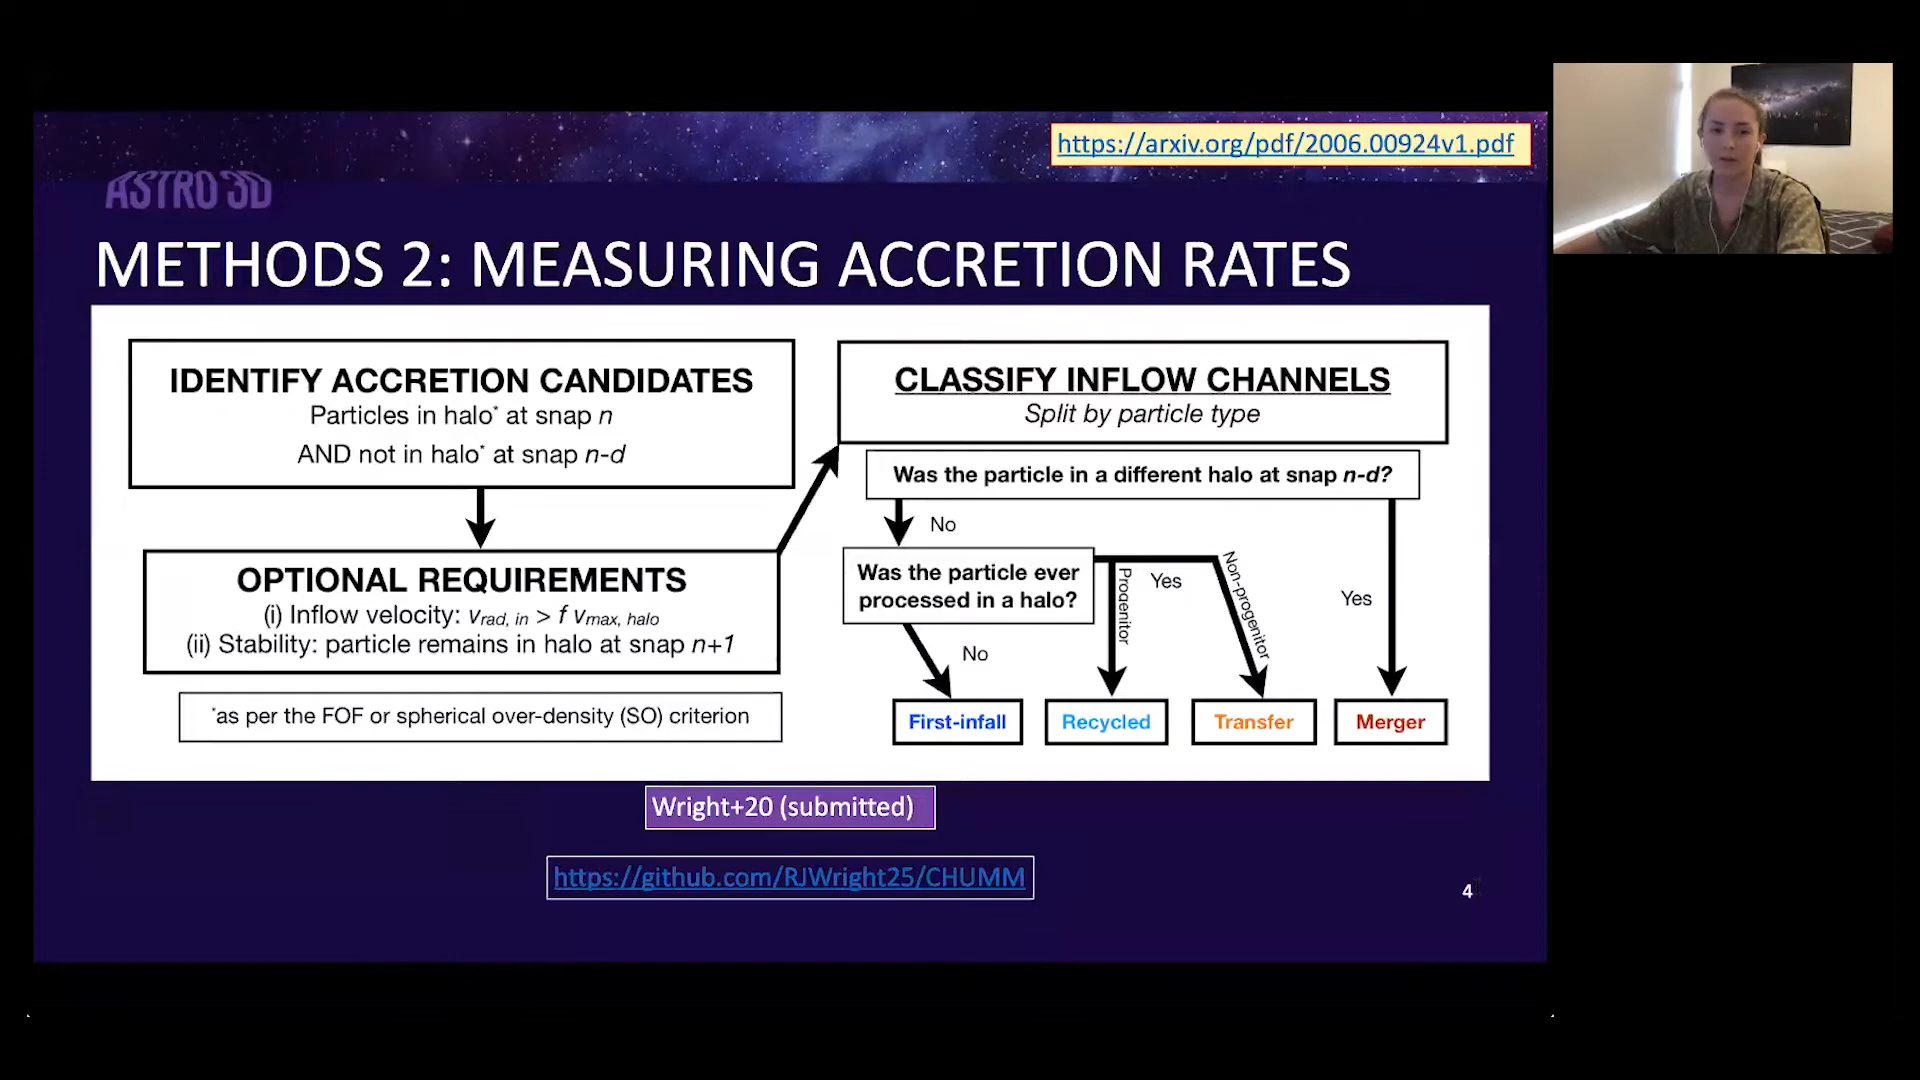 https://arxiv.org/pdf/2006.00924v1.pdf
ASTRO 3D
METHODS 2: MEASURING ACCRETION RATES
IDENTIFY ACCRETION CANDIDATES
Particles in halo* at snap n
AND not in halo* at snap n-d
OPTIONAL REQUIREMENTS
(i) Inflow velocity: vrad, in > f vmax, halo
(ii) Stability: particle remains in halo at snap n+1
*as per the FOF or spherical over-density (SO) criterion
CLASSIFY INFLOW CHANNELS
Split by particle type
Was the particle in a different halo at snap n-d?
No
Yes
Was the particle ever
processed in a halo?
No
Progenitor
Yes
Non-progenitor
First-infall
Recycled
Transfer
Merger
Wright+20 (submitted)
https://github.com/RJWright25/CHUMM
4